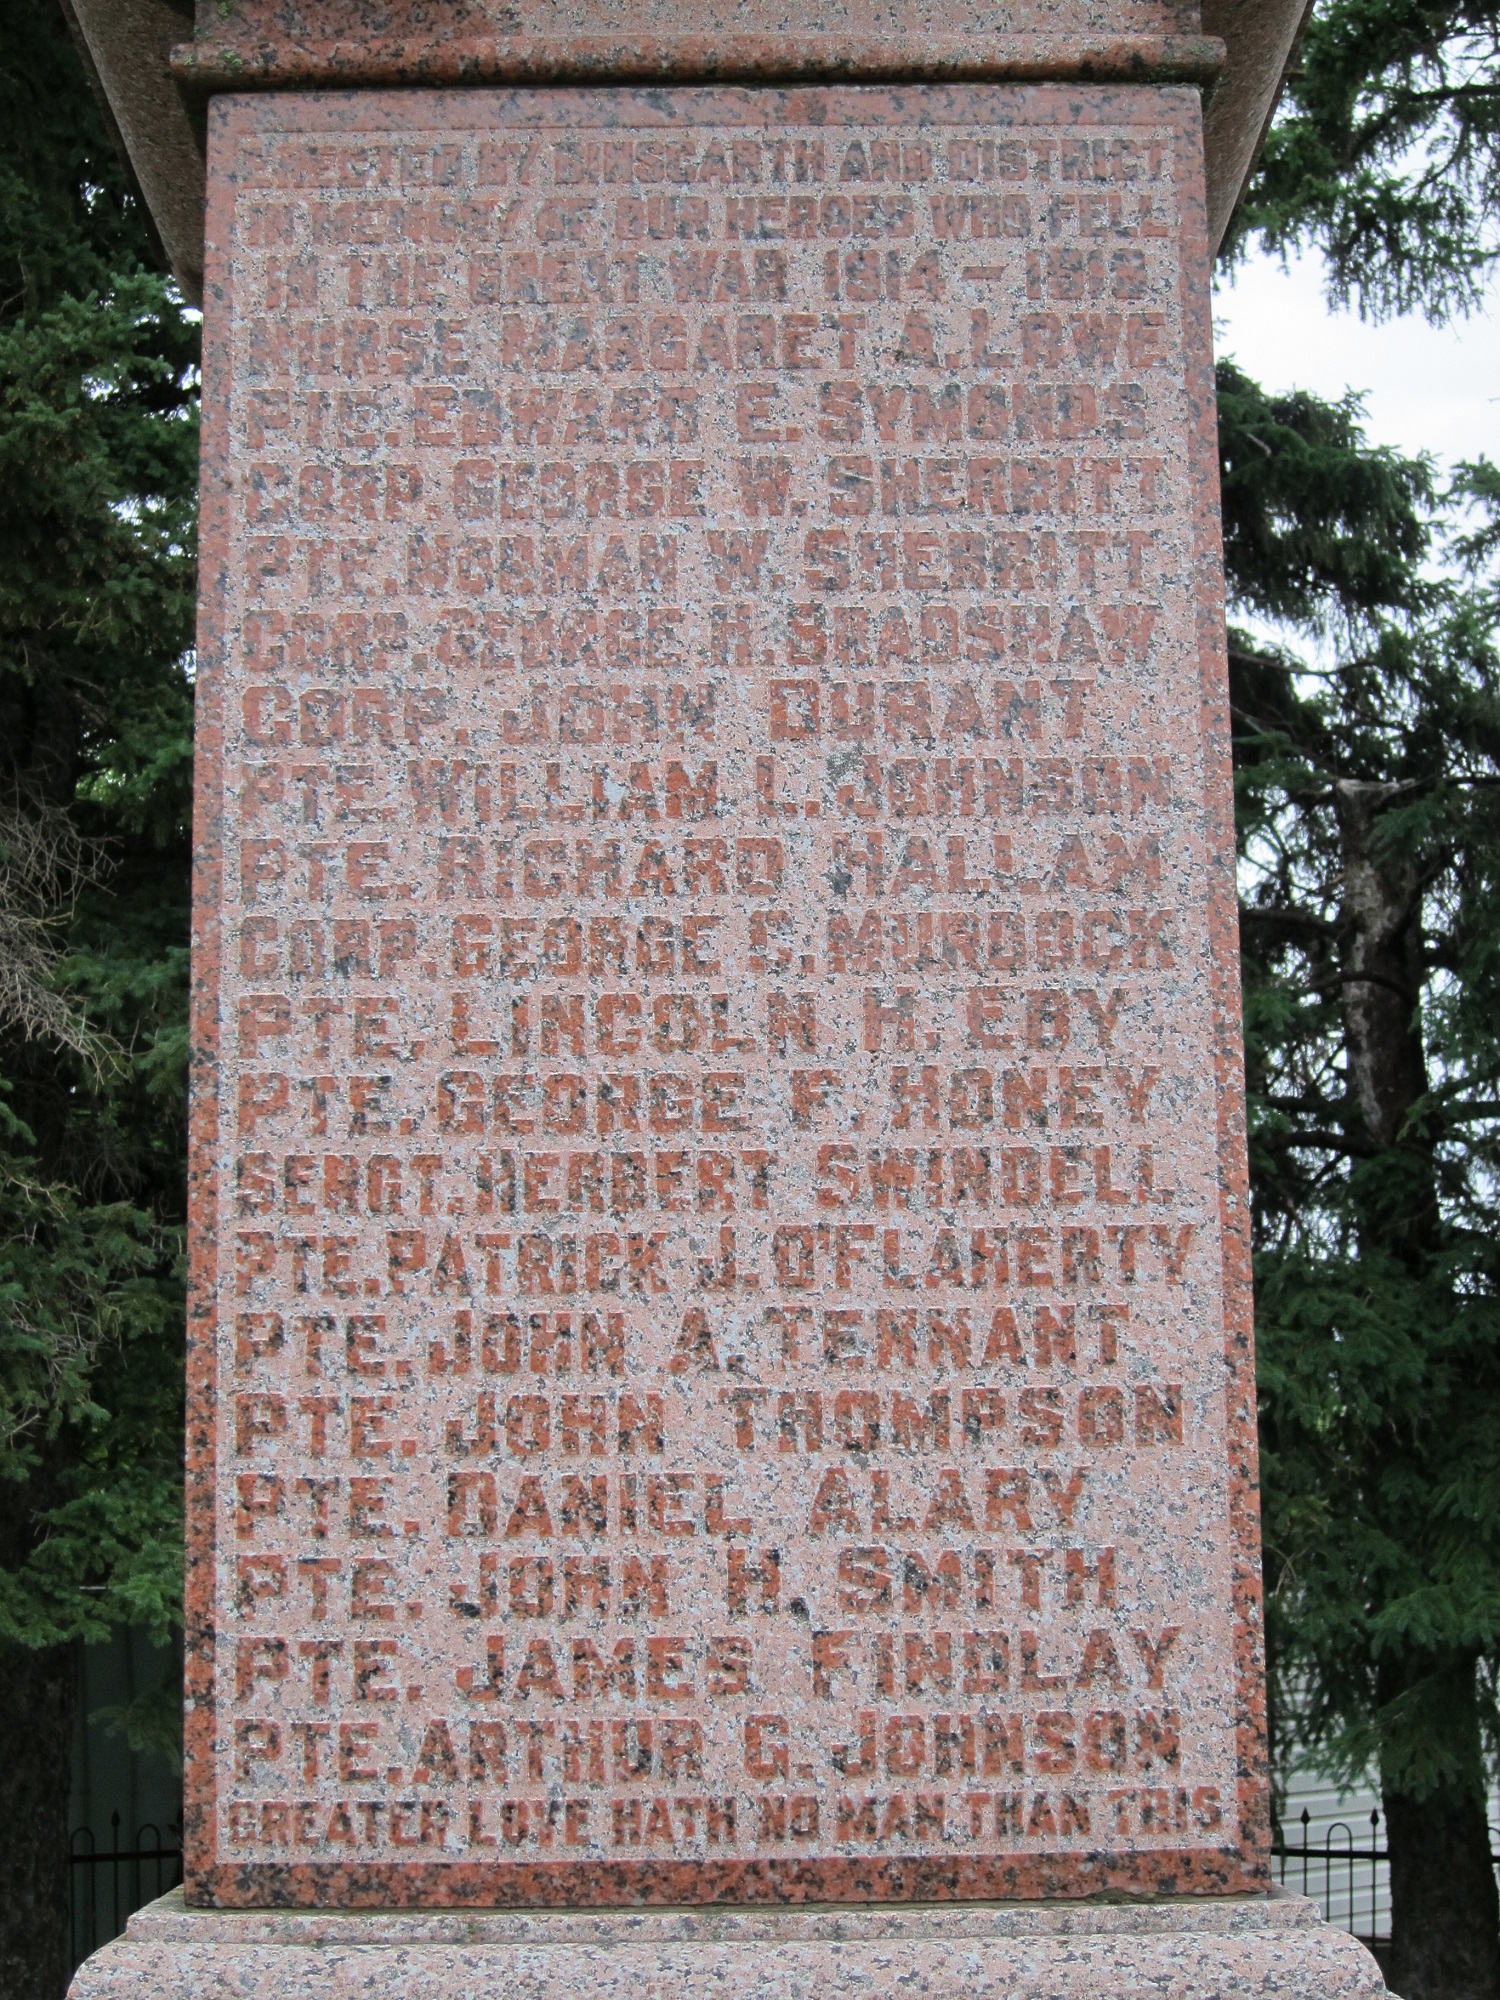 ERECTED BY BINSCARTH AND DISTRICT
IN MEMORY OF OUR HEROES WHO FELL
IN THE GREAT WAR 1914-1918.
NURSE MARGARET A. LOWE
PTE. EDWARD E. SYMONDS
CORP. GEORGE W. SHERRITT
PTE. NORMAN W. SHERRITT
CORP. GEORGE H. BRADSHAW
CORP. JOHN DURANT
PTE. WILLIAM L. JOHNSON
PTE. RICHARD HALLAM
CORP. GEORGE C. MURDOCK
PTE. LINCOLN H. EBY
PTE. GEORGE F. HONEY
SERGT. HERBERT SWINDELL
PTE. PATRICK J. O'FLAHERTY
PTE. JOHN A. TENNANT
PTE. JOHN THOMPSON
PTE. DANIEL ALARY
PTE. JOHN H. SMITH
PTE. JAMES FINDLAY
PTE. ARTHUR G. JOHNSON
GREATER LOVE HATH NO MAN THAN THIS